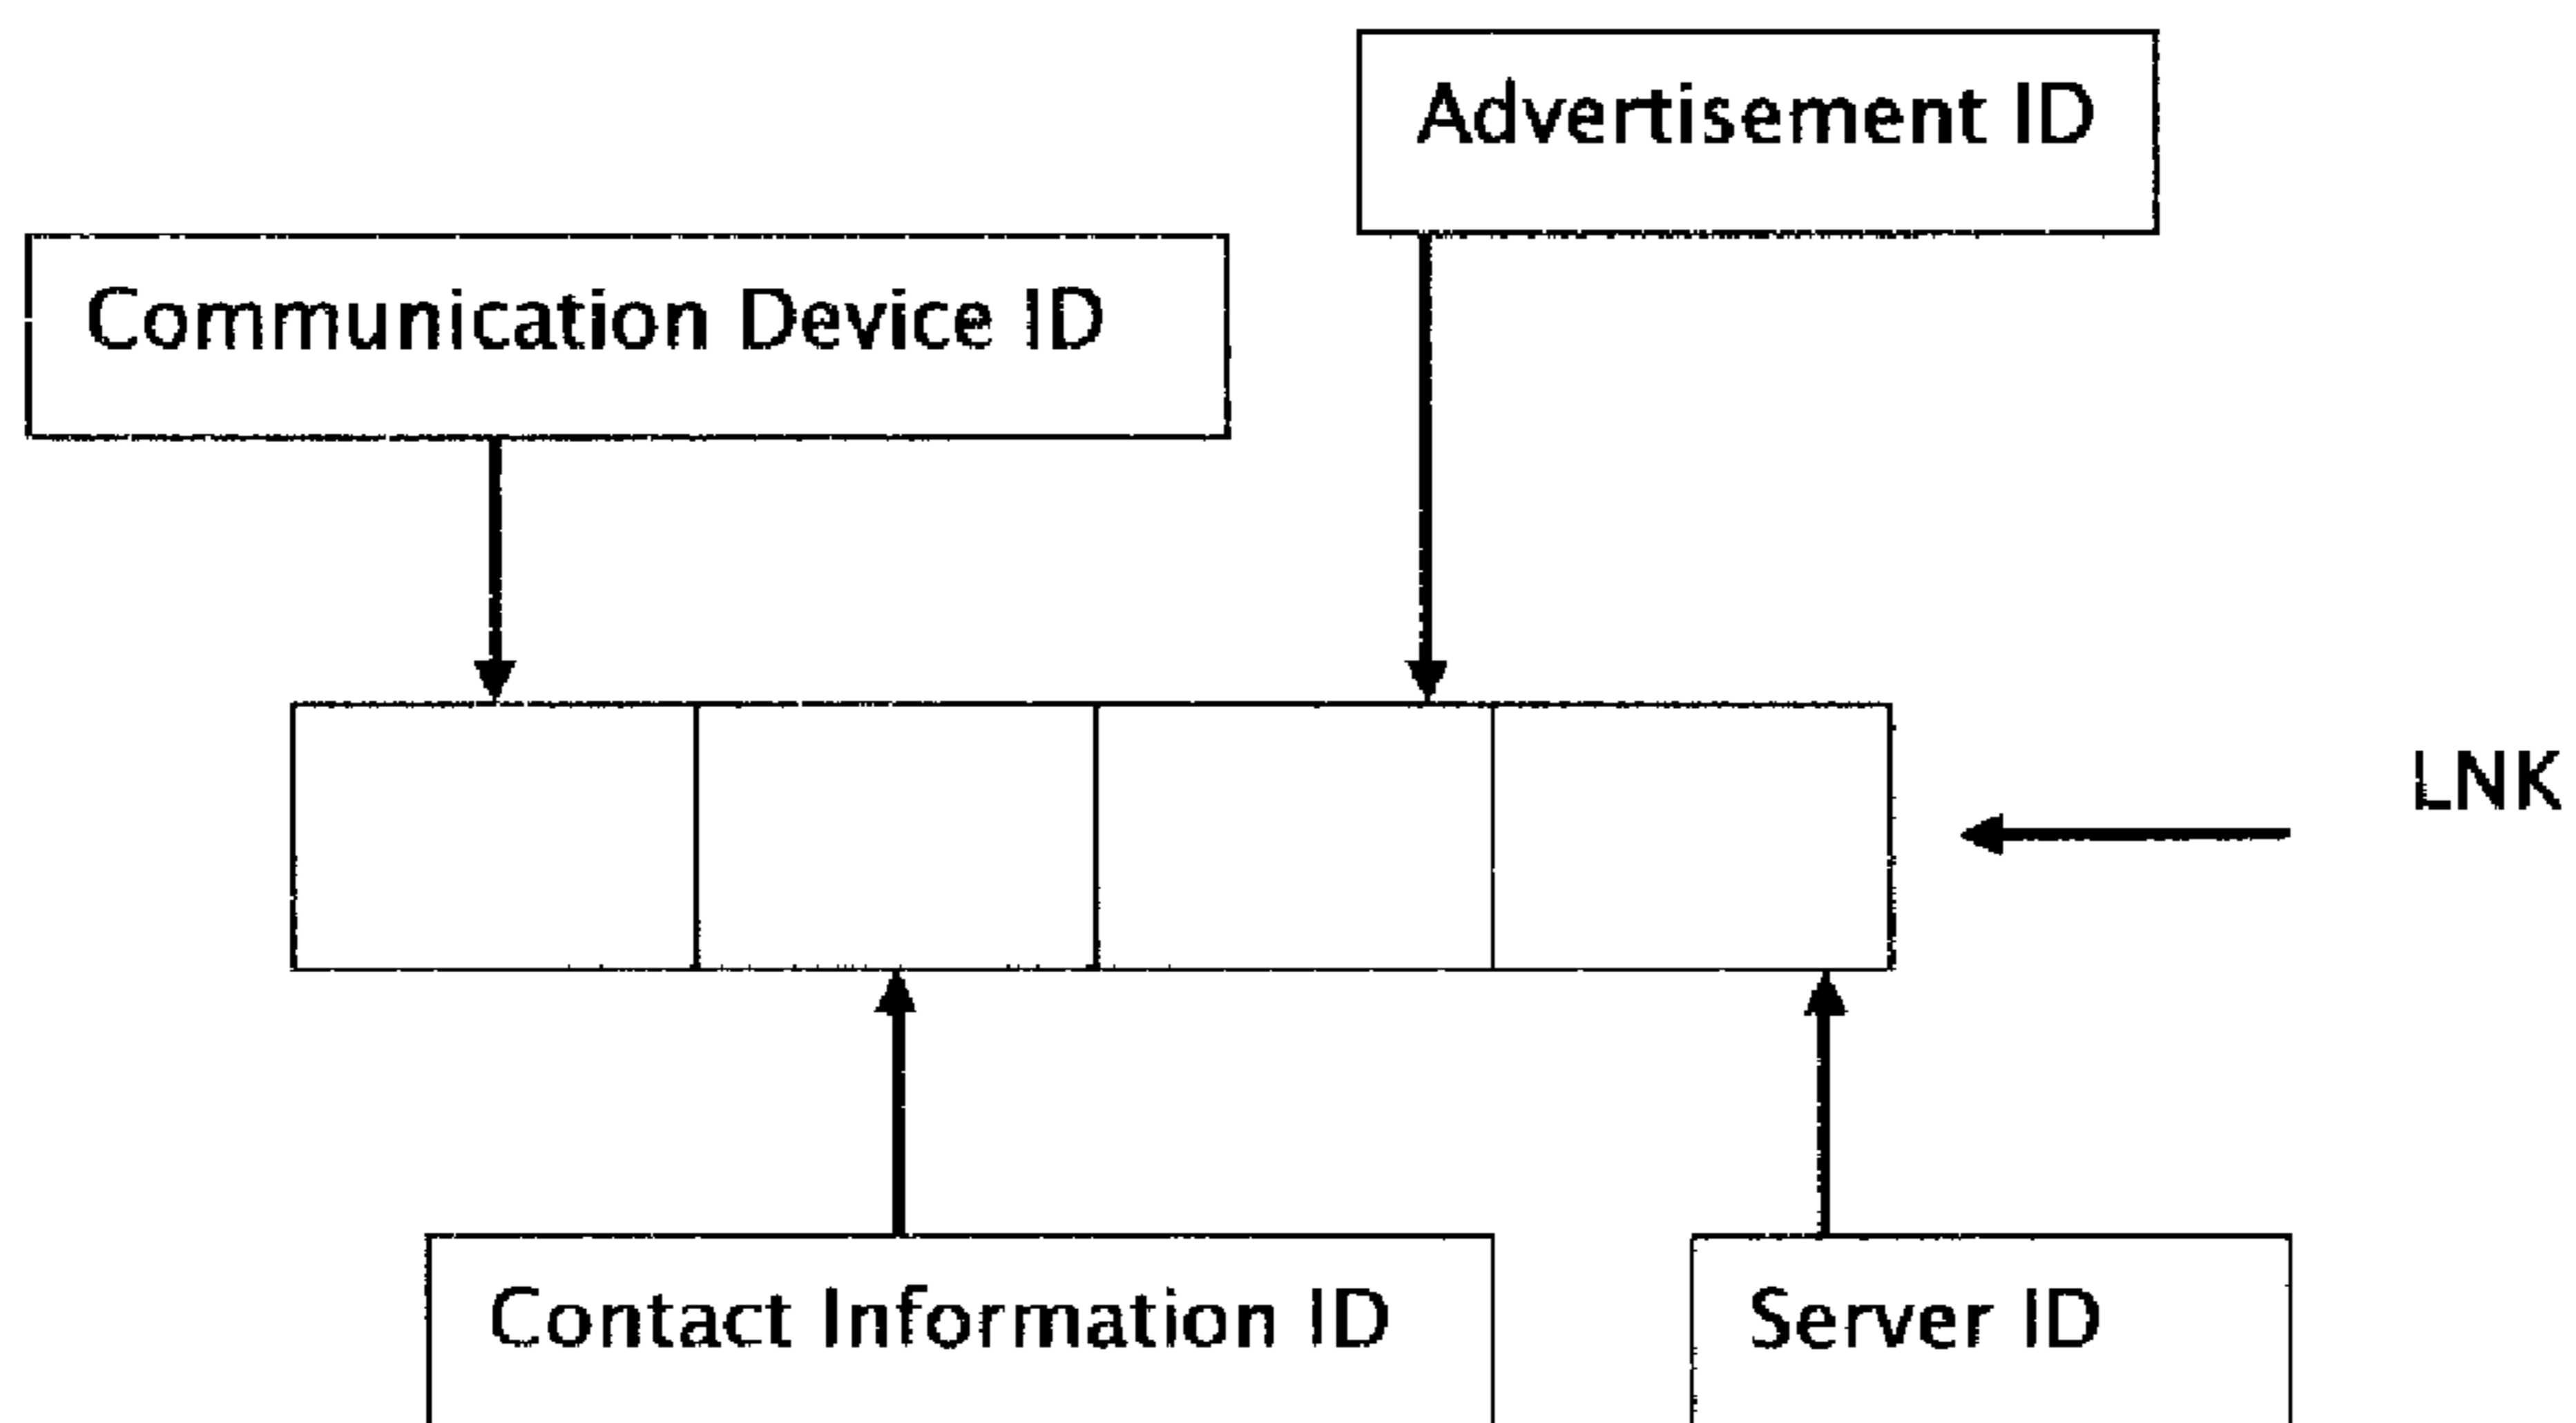 Advertisement ID
Communication Device ID
LNK
Contact Information ID
Server ID